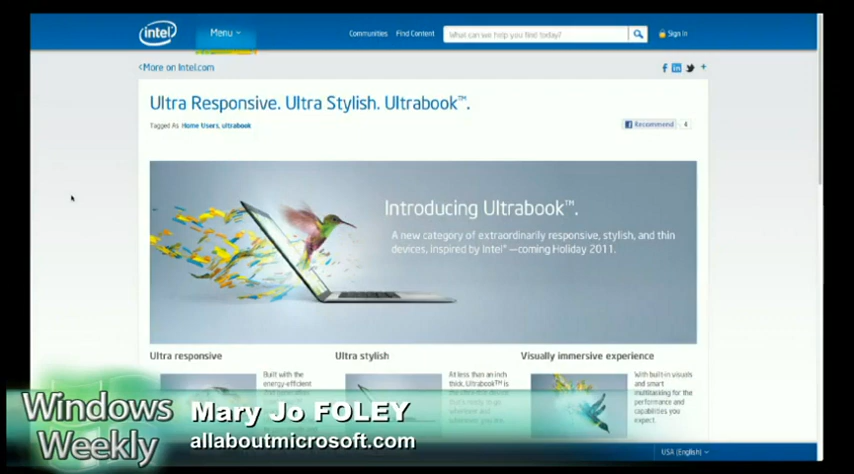 intel
Menu
Communities
Find Content
What can we help you find today?
Sign In
<More on Intel.com
Ultra Responsive. Ultra Stylish. Ultrabook™.
Tagged As Home Users, ultrabook
Recommend
Introducing Ultrabook™.
A new category of extraordinarily responsive, stylish, and thin
devices, inspired by Intel® —coming Holiday 2011.
Ultra responsive
Built with the
energy-efficient
Ultra stylish
At less than an inch
thick, Ultrabook™ is
Visually immersive experience
With built-in visuals
and smart
multitasking for the
performance and
capabilities you
expect.
Windows
Weekly
Mary Jo FOLEY
allaboutmicrosoft.com
USA (English)